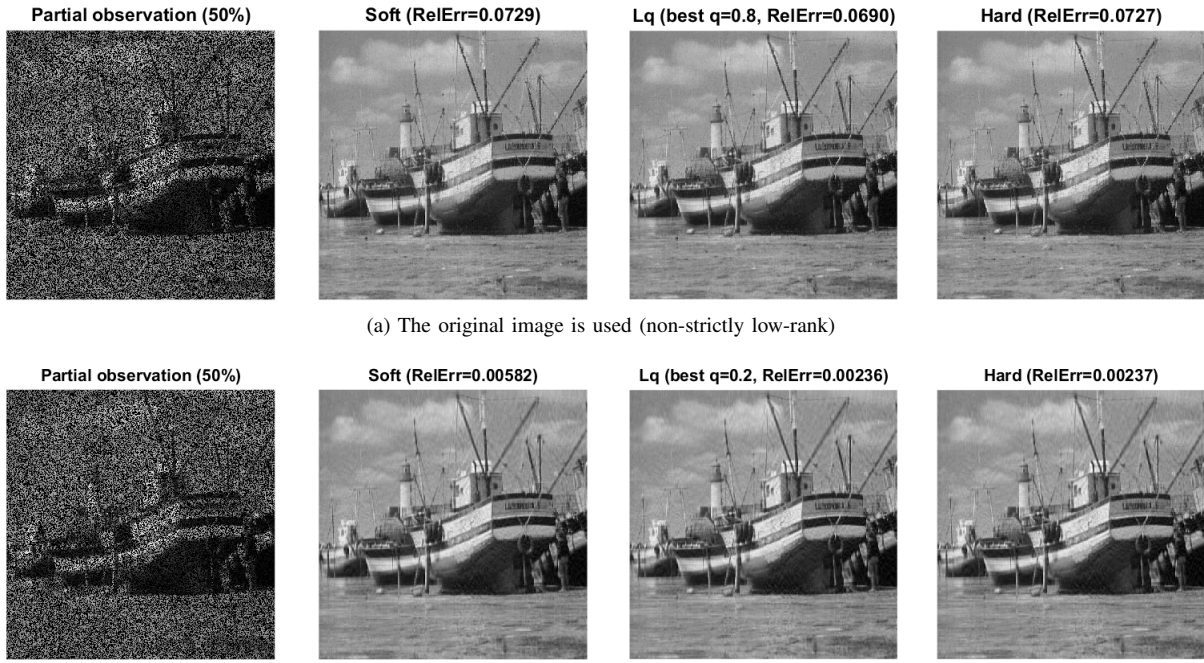 Partial observation (50%)
Soft (RelErr=0.0729)
Lq (best q=0.8, RelErr=0.0690)
Hard (RelErr=0.0727)
(a) The original image is used (non-strictly low-rank)
Partial observation (50%)
Soft (RelErr=0.00582)
Lq (best q=0.2, RelErr=0.00236)
Hard (RelErr=0.00237)